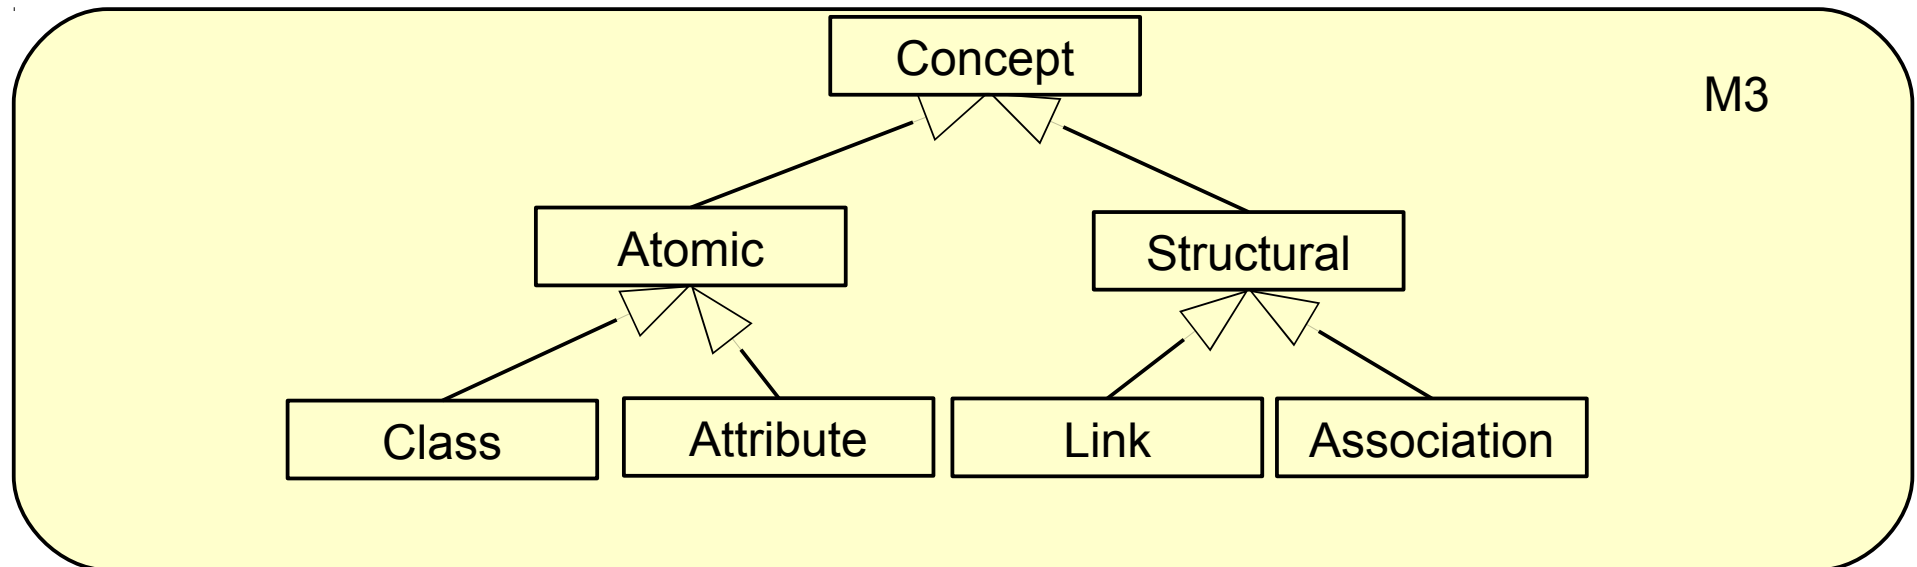 Concept
M3
Atomic
Structural
Class
Attribute
Link
Association